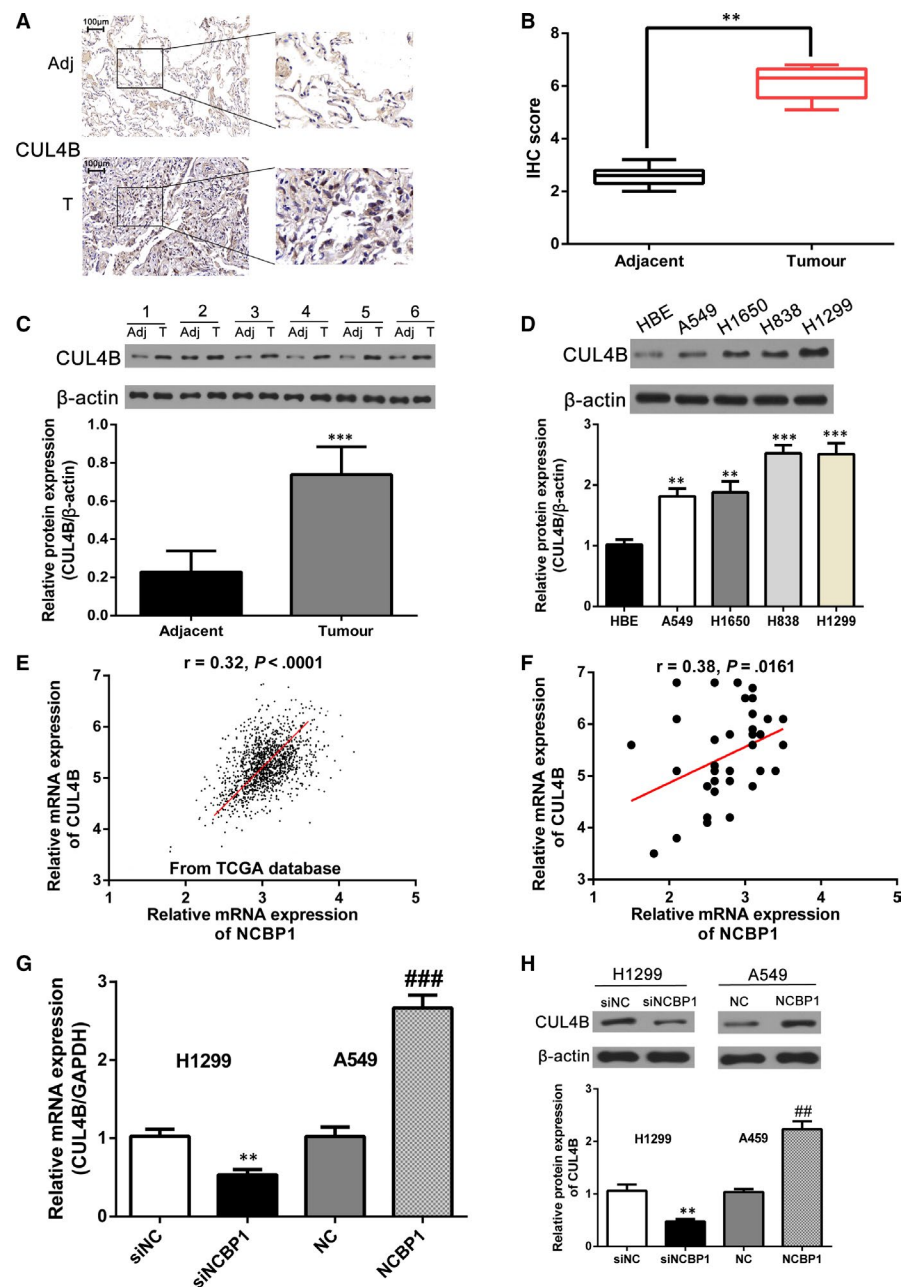 A
100µm
Adj
CUL4B
100µm
T
B
**
IHC score
8
6
4
2
0
Adjacent
Tumour
C
1 2 3 4 5 6
Adj T Adj T Adj T Adj T Adj T Adj T
CUL4B
β-actin
Relative protein expression
(CUL4B/β-actin)
1.0
0.8
0.6
0.4
0.2
0.0
***
Adjacent
Tumour
D
HBE A549 H1650 H838 H1299
CUL4B
β-actin
Relative protein expression
(CUL4B/β-actin)
3
2
1
0
** ** *** ***
HBE A549 H1650 H838 H1299
E
r = 0.32, P < .0001
Relative mRNA expression
of CUL4B
7
6
5
4
3
From TCGA database
1 2 3 4 5
Relative mRNA expression
of NCBP1
F
r = 0.38, P = .0161
Relative mRNA expression
of CUL4B
7
6
5
4
3
1 2 3 4 5
Relative mRNA expression
of NCBP1
G
Relative mRNA expression
(CUL4B/GAPDH)
3
2
1
0
H1299
A549
**
###
siNC siNCBP1 NC NCBP1
H
H1299 A549
siNC siNCBP1 NC NCBP1
CUL4B
β-actin
Relative protein expression
of CUL4B
3
2
1
0
H1299
A459
**
##
siNC siNCBP1 NC NCBP1